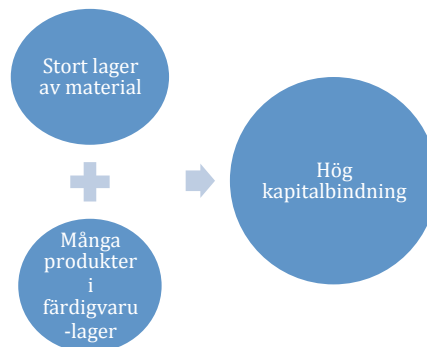 Stort lager
av material
Många
produkter
i
färdigvaru
-lager
Hög
kapitalbindning